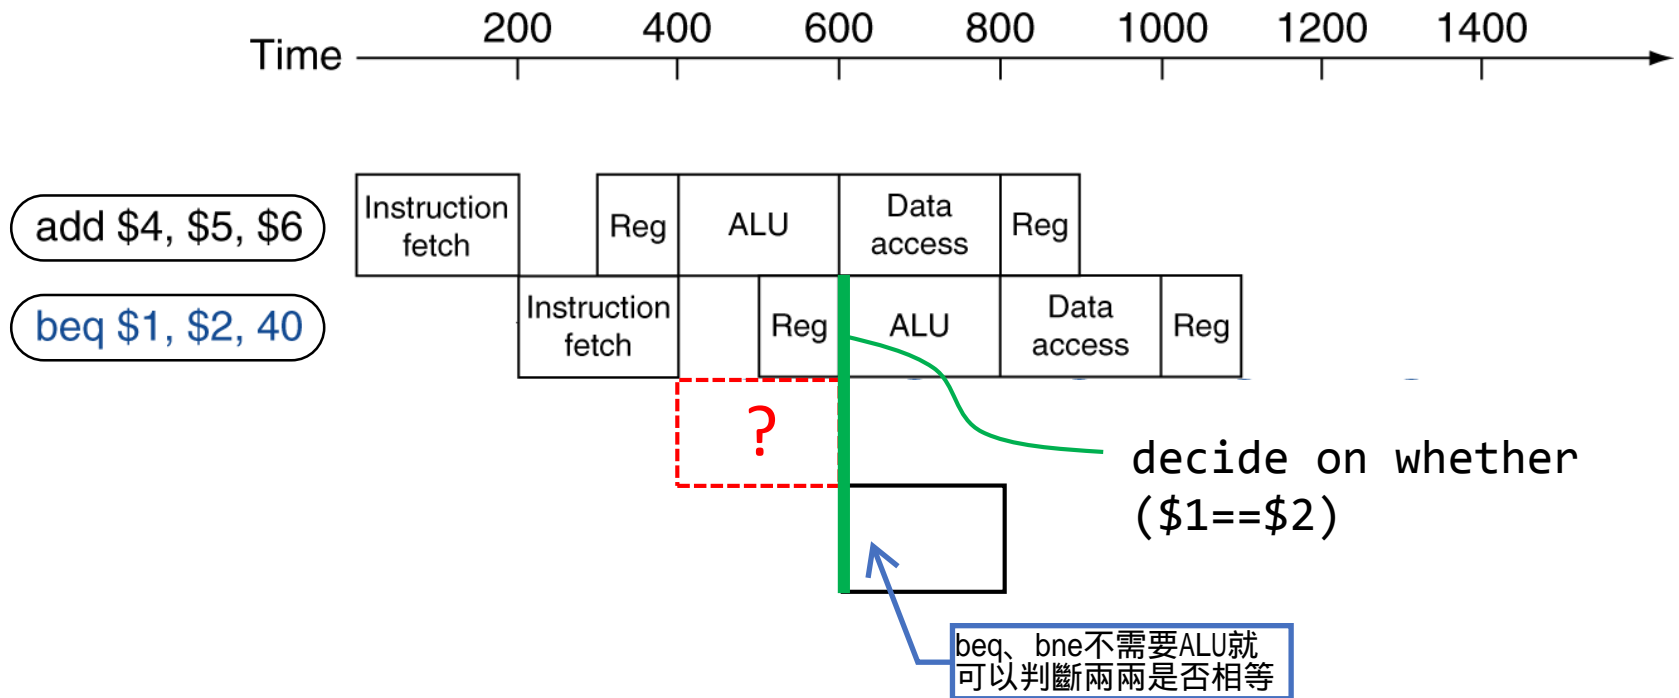 200 400 600 800 1000 1200 1400
Time
add $4, $5, $6
Instruction
fetch
Reg
ALU
Data
access
Reg
beq $1, $2, 40
Instruction
fetch
Reg
ALU
Data
access
Reg
?
decide on whether
($1==$2)
beq、bne不需要ALU就
可以判斷兩兩是否相等